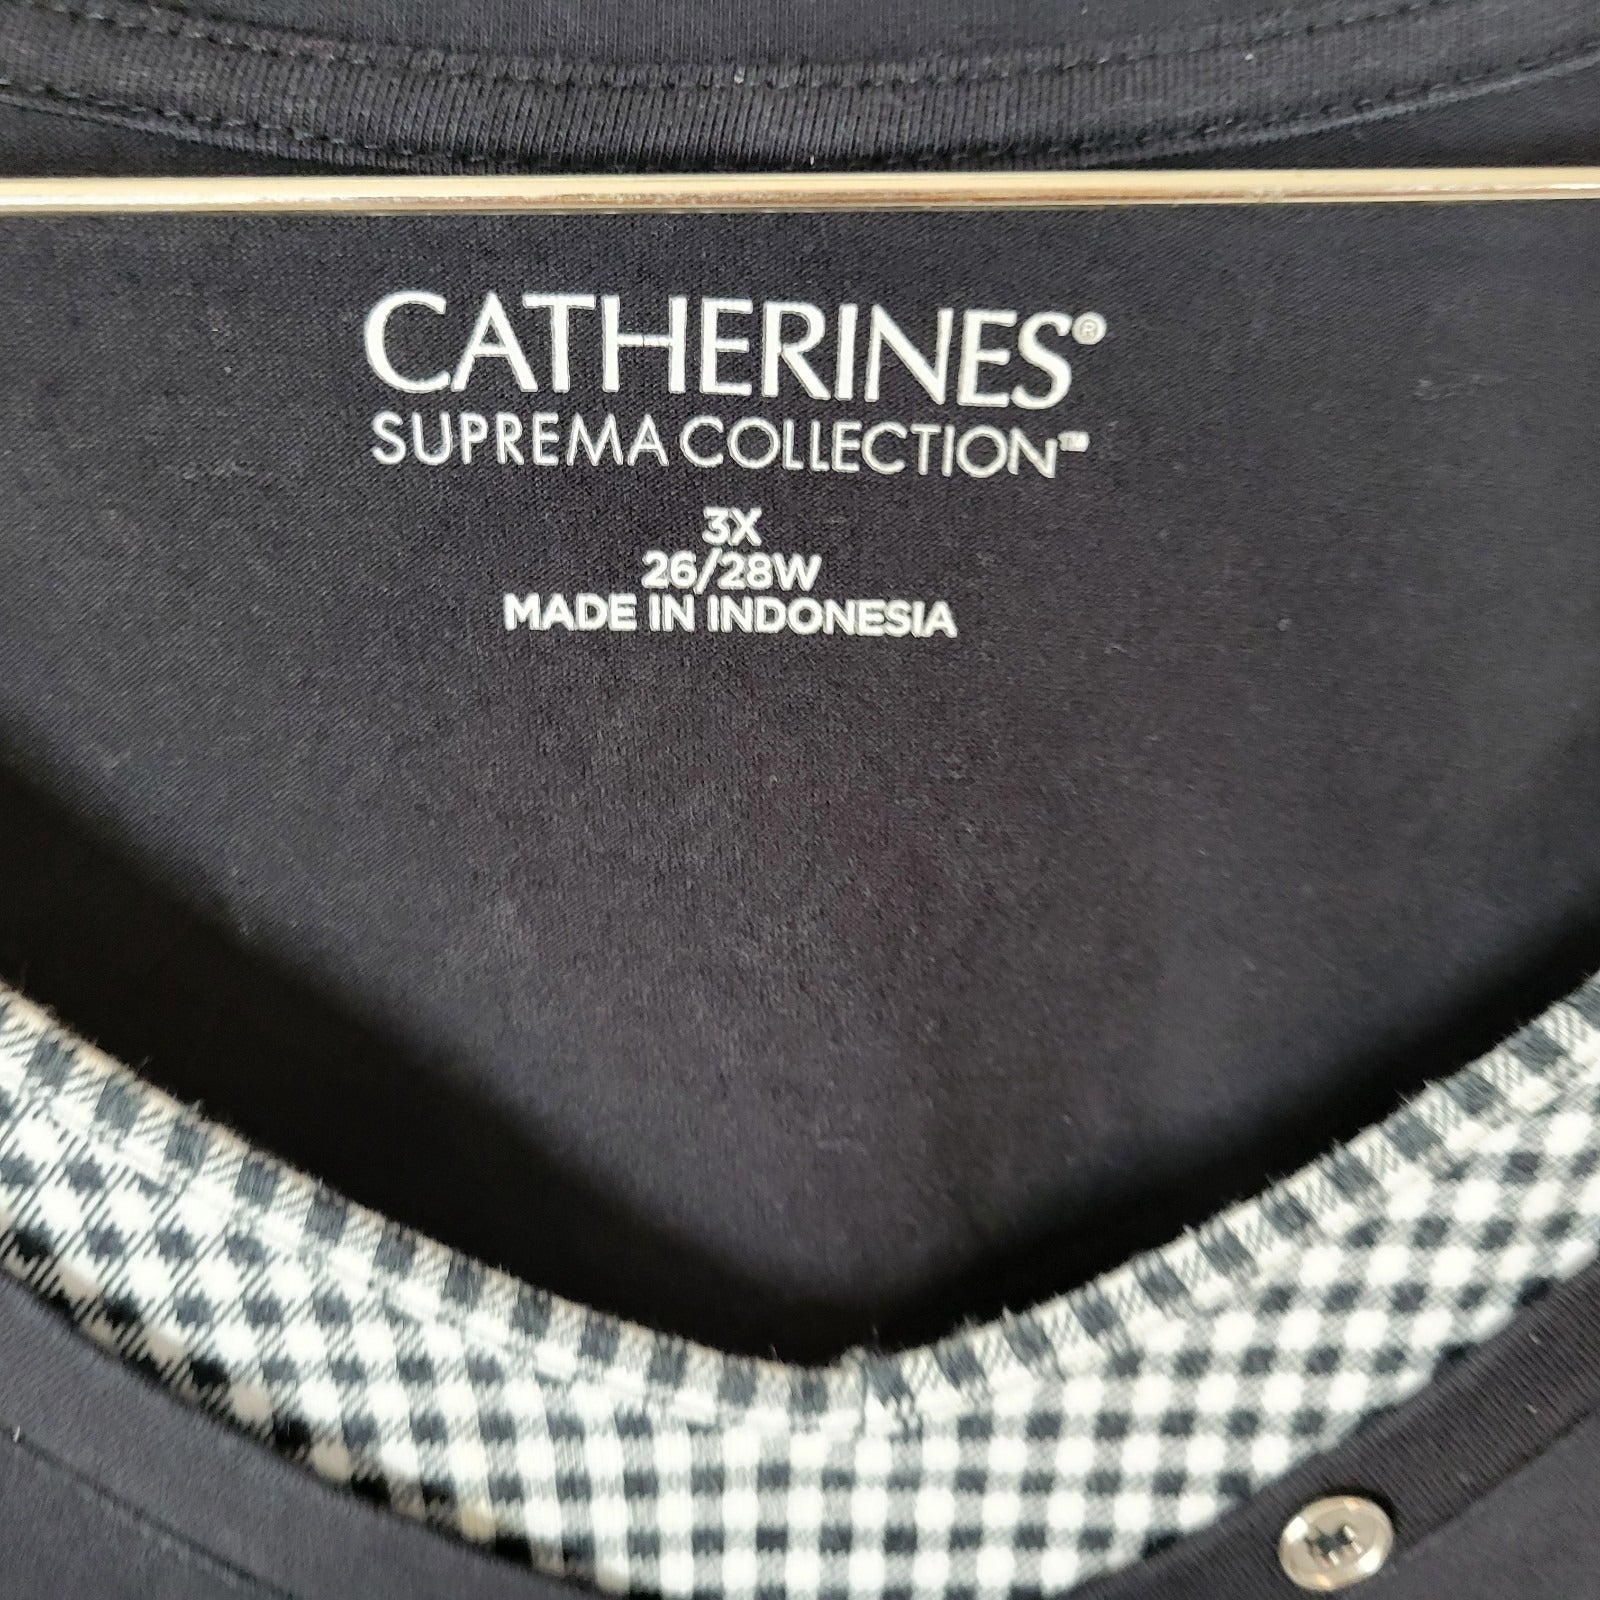 CATHERINES®
SUPREMA COLLECTION™
3X
26/28W
MADE IN INDONESIA